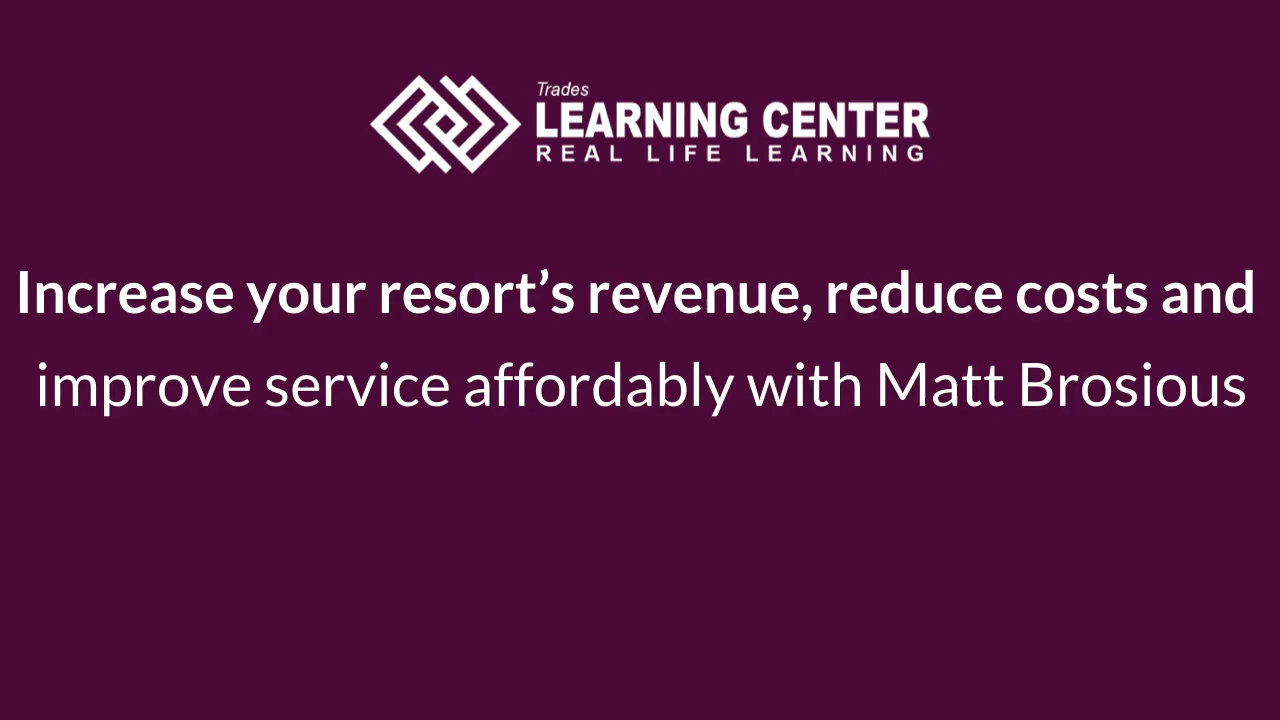 Trades
LEARNING CENTER
REAL LIFE LEARNING
Increase your resort’s revenue, reduce costs and
improve service affordably with Matt Brosious